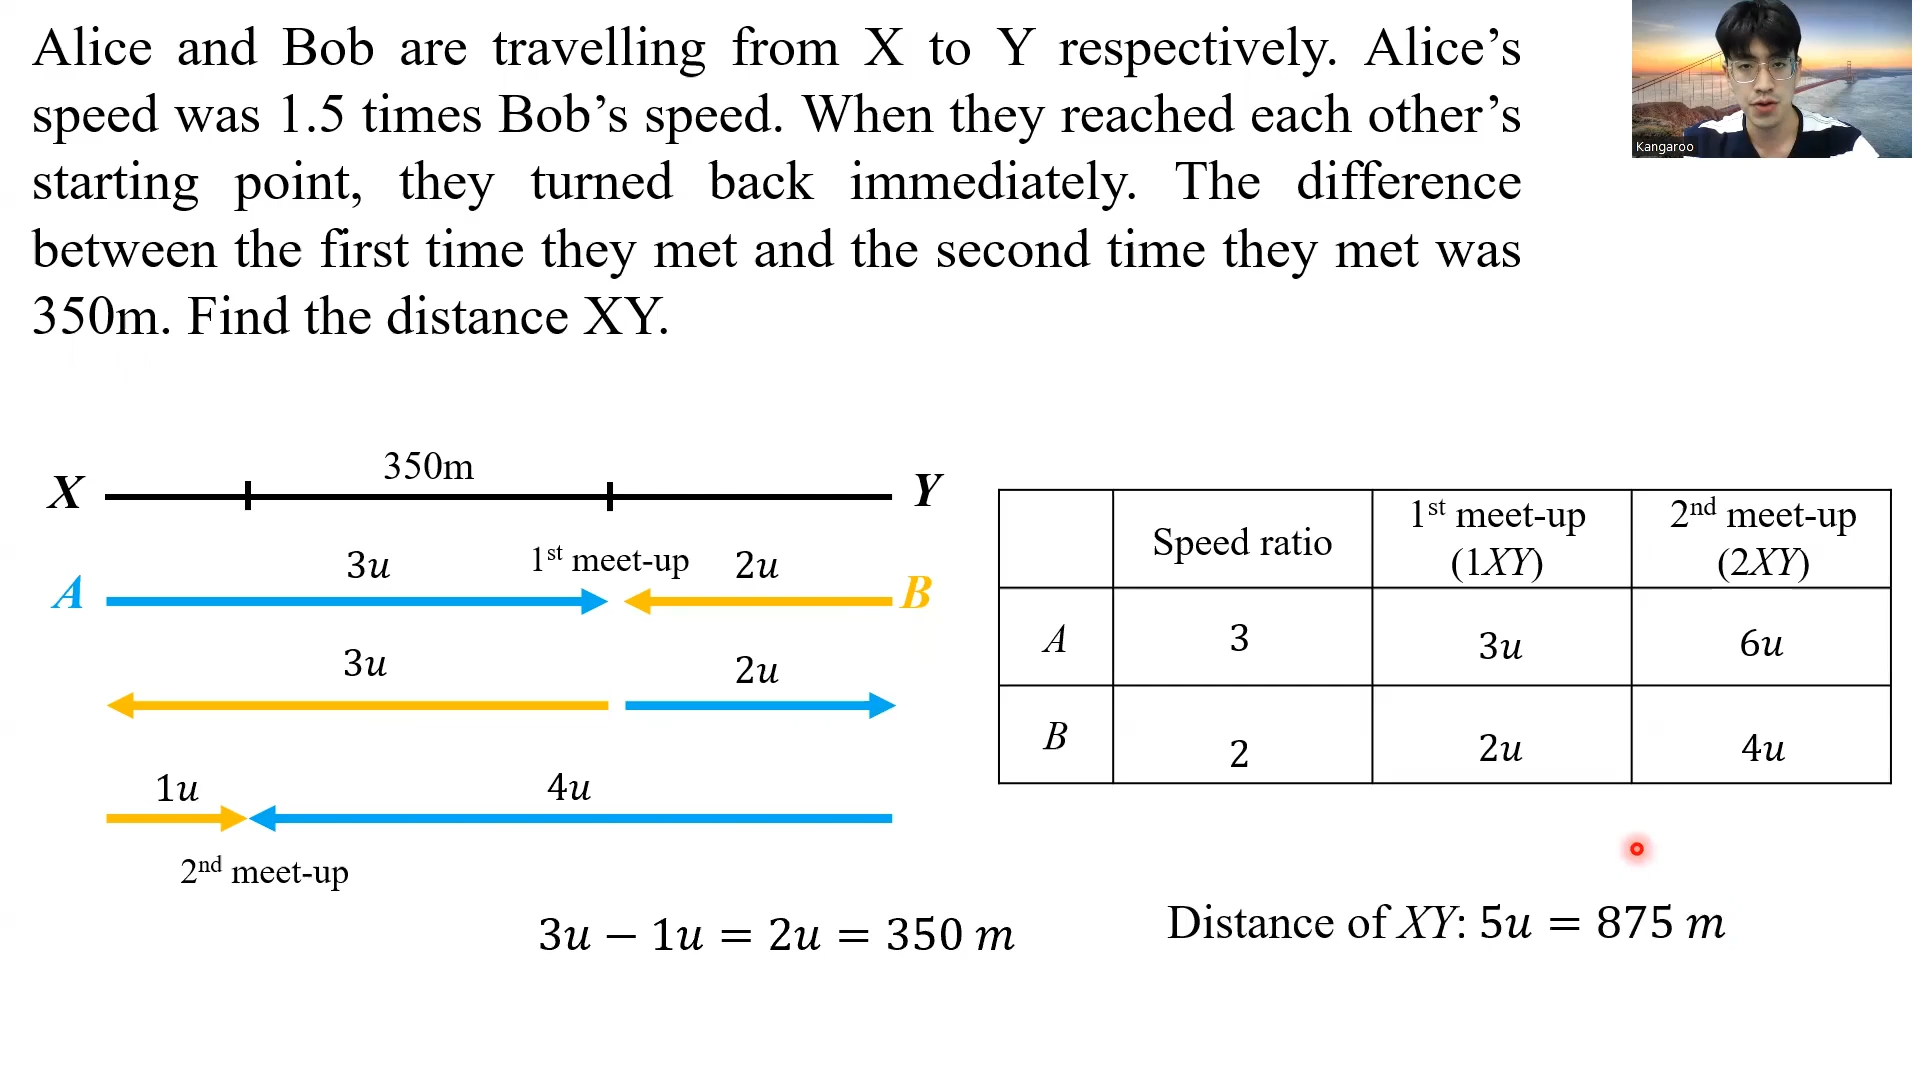 Alice and Bob are travelling from X to Y respectively. Alice’s
speed was 1.5 times Bob’s speed. When they reached each other’s
starting point, they turned back immediately. The difference
between the first time they met and the second time they met was
350m. Find the distance XY.
Kangaroo
350m
X Y
3u 1st meet-up 2u
A B
3u 2u
1u 4u
2nd meet-up
3u − 1u = 2u = 350 m
Speed ratio 1st meet-up 2nd meet-up
(1XY) (2XY)
A 3 3u 6u
B 2 2u 4u
Distance of XY: 5u = 875 m